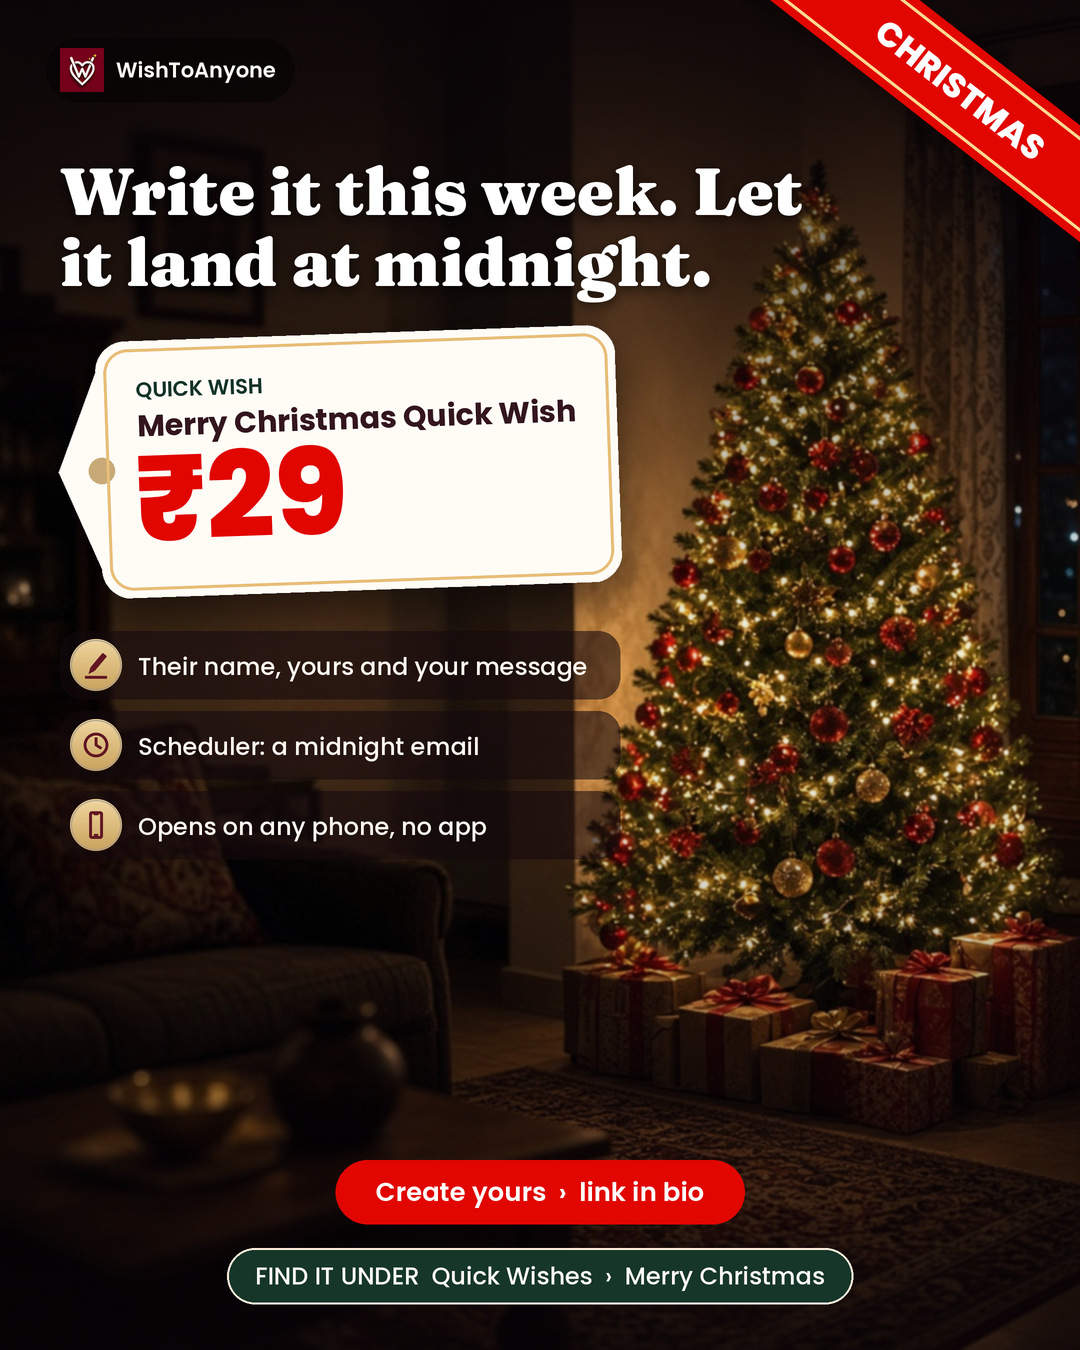 WishToAnyone
CHRISTMAS
Write it this week. Let
it land at midnight.
QUICK WISH
Merry Christmas Quick Wish
₹29
Their name, yours and your message
Scheduler: a midnight email
Opens on any phone, no app
Create yours › link in bio
FIND IT UNDER Quick Wishes › Merry Christmas